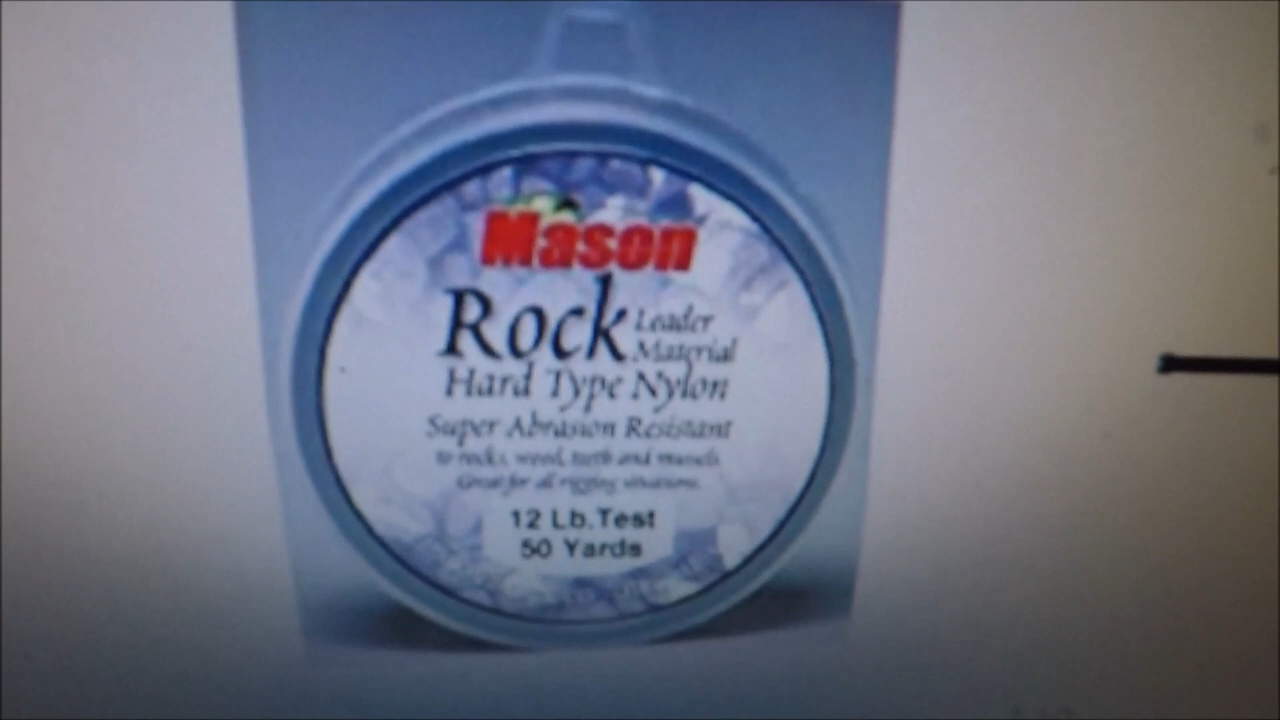 Mason
Rock Leader
Material
Hard Type Nylon
Super Abrasion Resistant
to rocks, wood, teeth and mussels
Great for all rigging situations.
12 Lb. Test
50 Yards